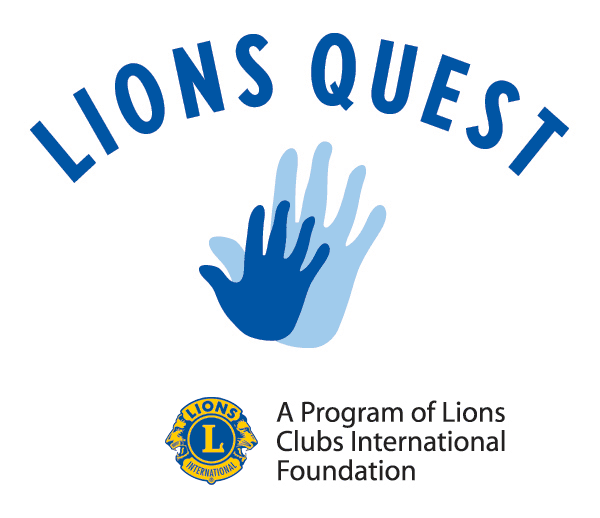 LIONS QUEST
LIONS
L
INTERNATIONAL
A Program of Lions
Clubs International
Foundation